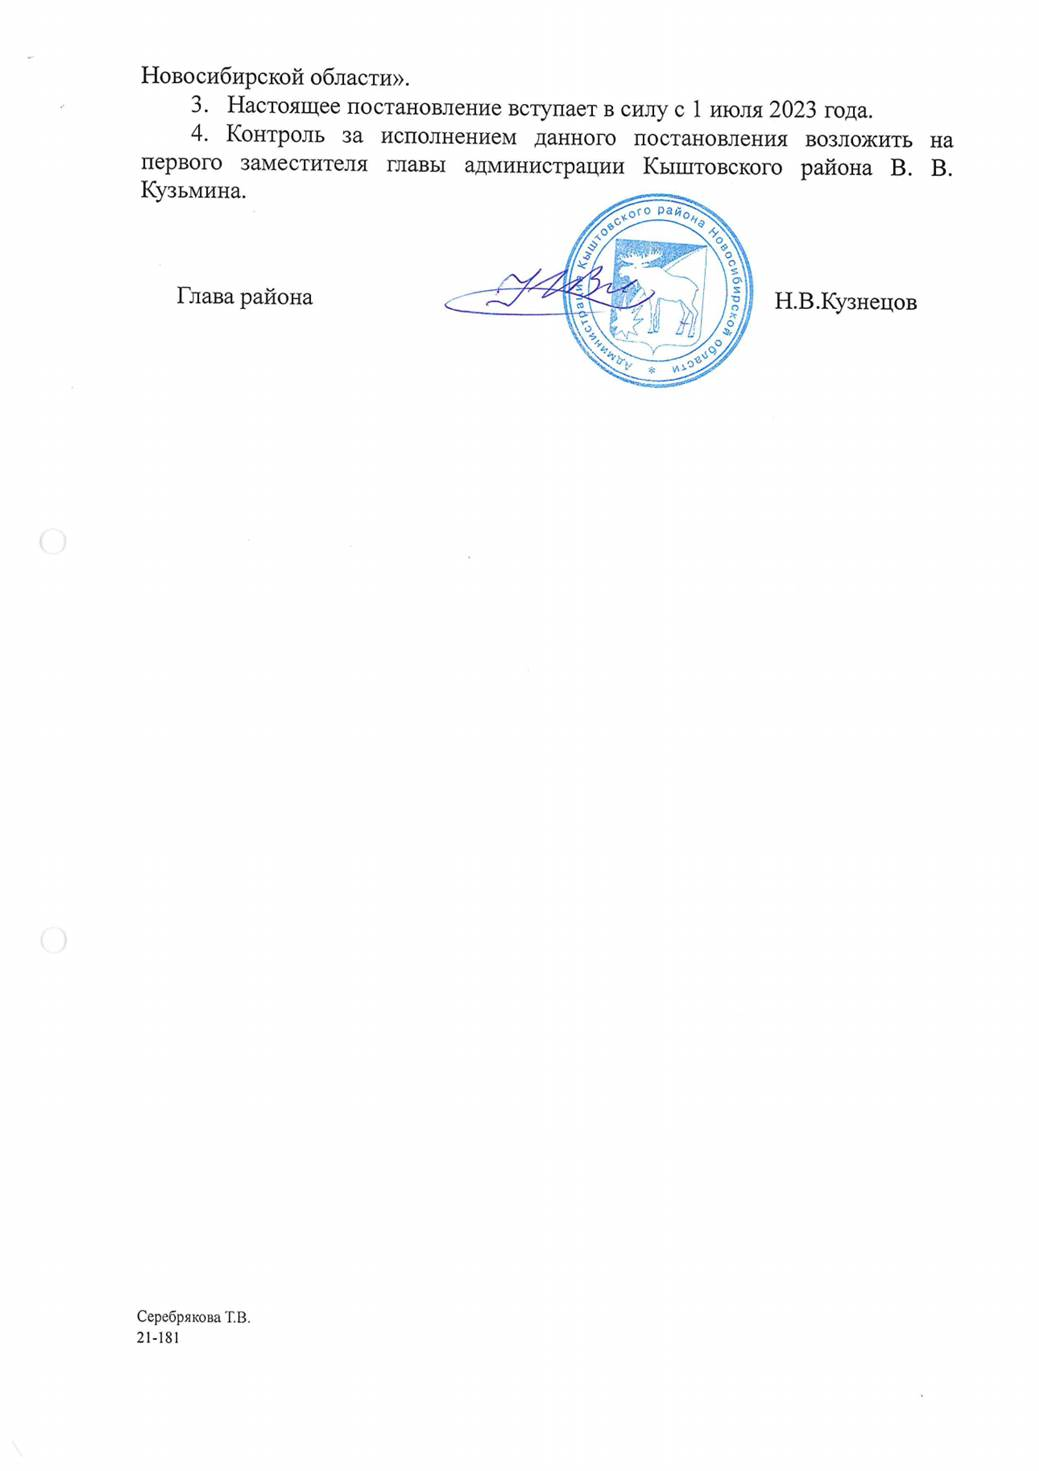 Новосибирской области».
3. Настоящее постановление вступает в силу с 1 июля 2023 года.
4. Контроль за исполнением данного постановления возложить на
первого заместителя главы администрации Кыштовского района В. В.
Кузьмина.
Глава района
Администрация Кыштовского района Новосибирской области *
Н.В.Кузнецов
Серебрякова Т.В.
21-181